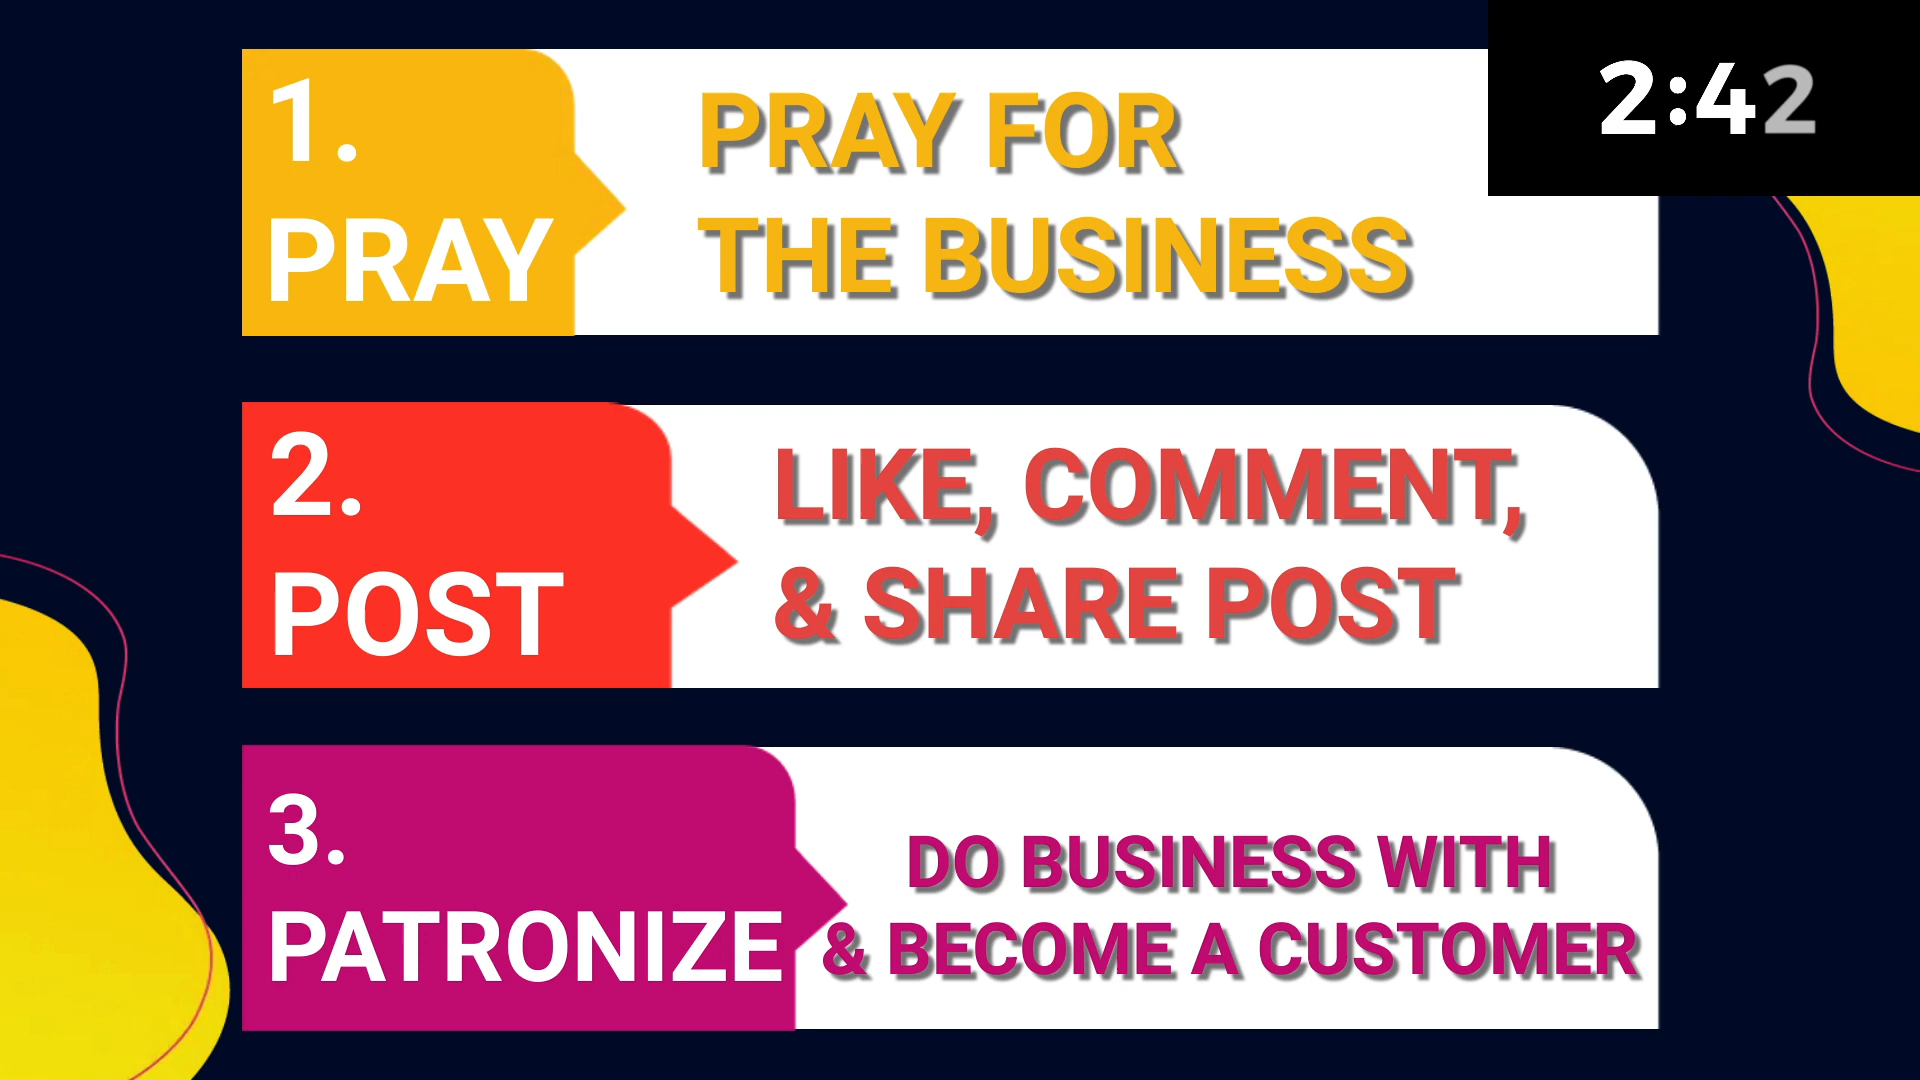 2:42
1.
PRAY
PRAY FOR
THE BUSINESS
2.
POST
LIKE, COMMENT,
& SHARE POST
3.
PATRONIZE
DO BUSINESS WITH
& BECOME A CUSTOMER